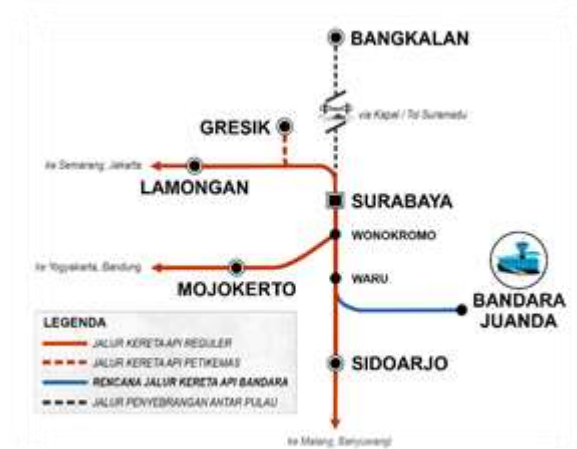 BANGKALAN
via Kapal / Tol Suramadu
GRESIK
ke Semarang, Jakarta
LAMONGAN
SURABAYA
WONOKROMO
ke Yogyakarta, Bandung
MOJOKERTO
WARU
BANDARA
JUANDA
LEGENDA
JALUR KERETA API REGULER
JALUR KERETA API PETIKEMAS
RENCANA JALUR KERETA API BANDARA
JALUR PENYEBRANGAN ANTAR PULAU
SIDOARJO
ke Malang, Banyuwangi